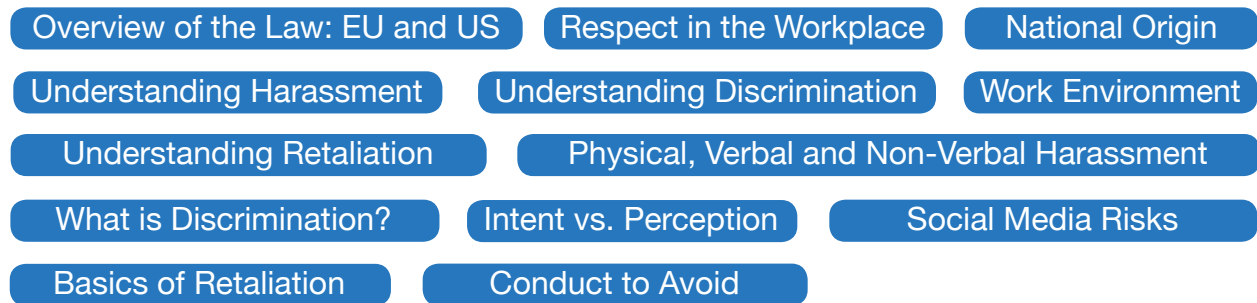 Overview of the Law: EU and US
Respect in the Workplace
National Origin
Understanding Harassment
Understanding Discrimination
Work Environment
Understanding Retaliation
Physical, Verbal and Non-Verbal Harassment
What is Discrimination?
Intent vs. Perception
Social Media Risks
Basics of Retaliation
Conduct to Avoid